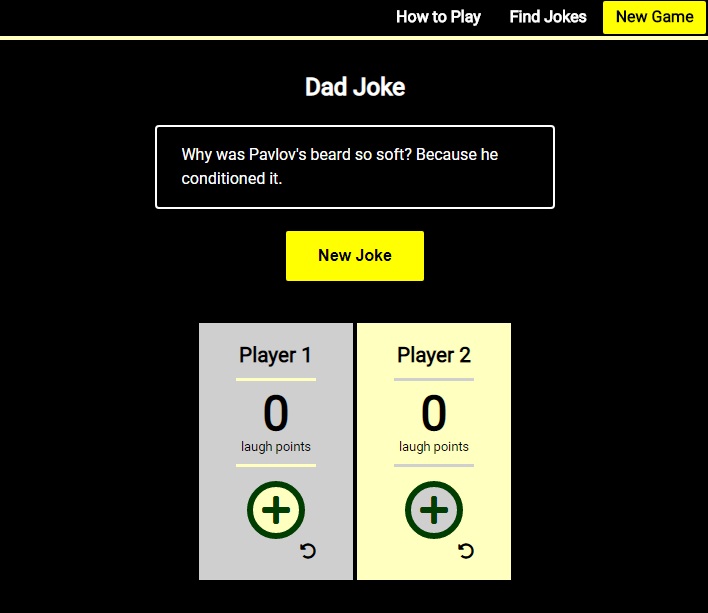 How to Play Find Jokes New Game
Dad Joke
Why was Pavlov's beard so soft? Because he
conditioned it.
New Joke
Player 1
0
laugh points
Player 2
0
laugh points